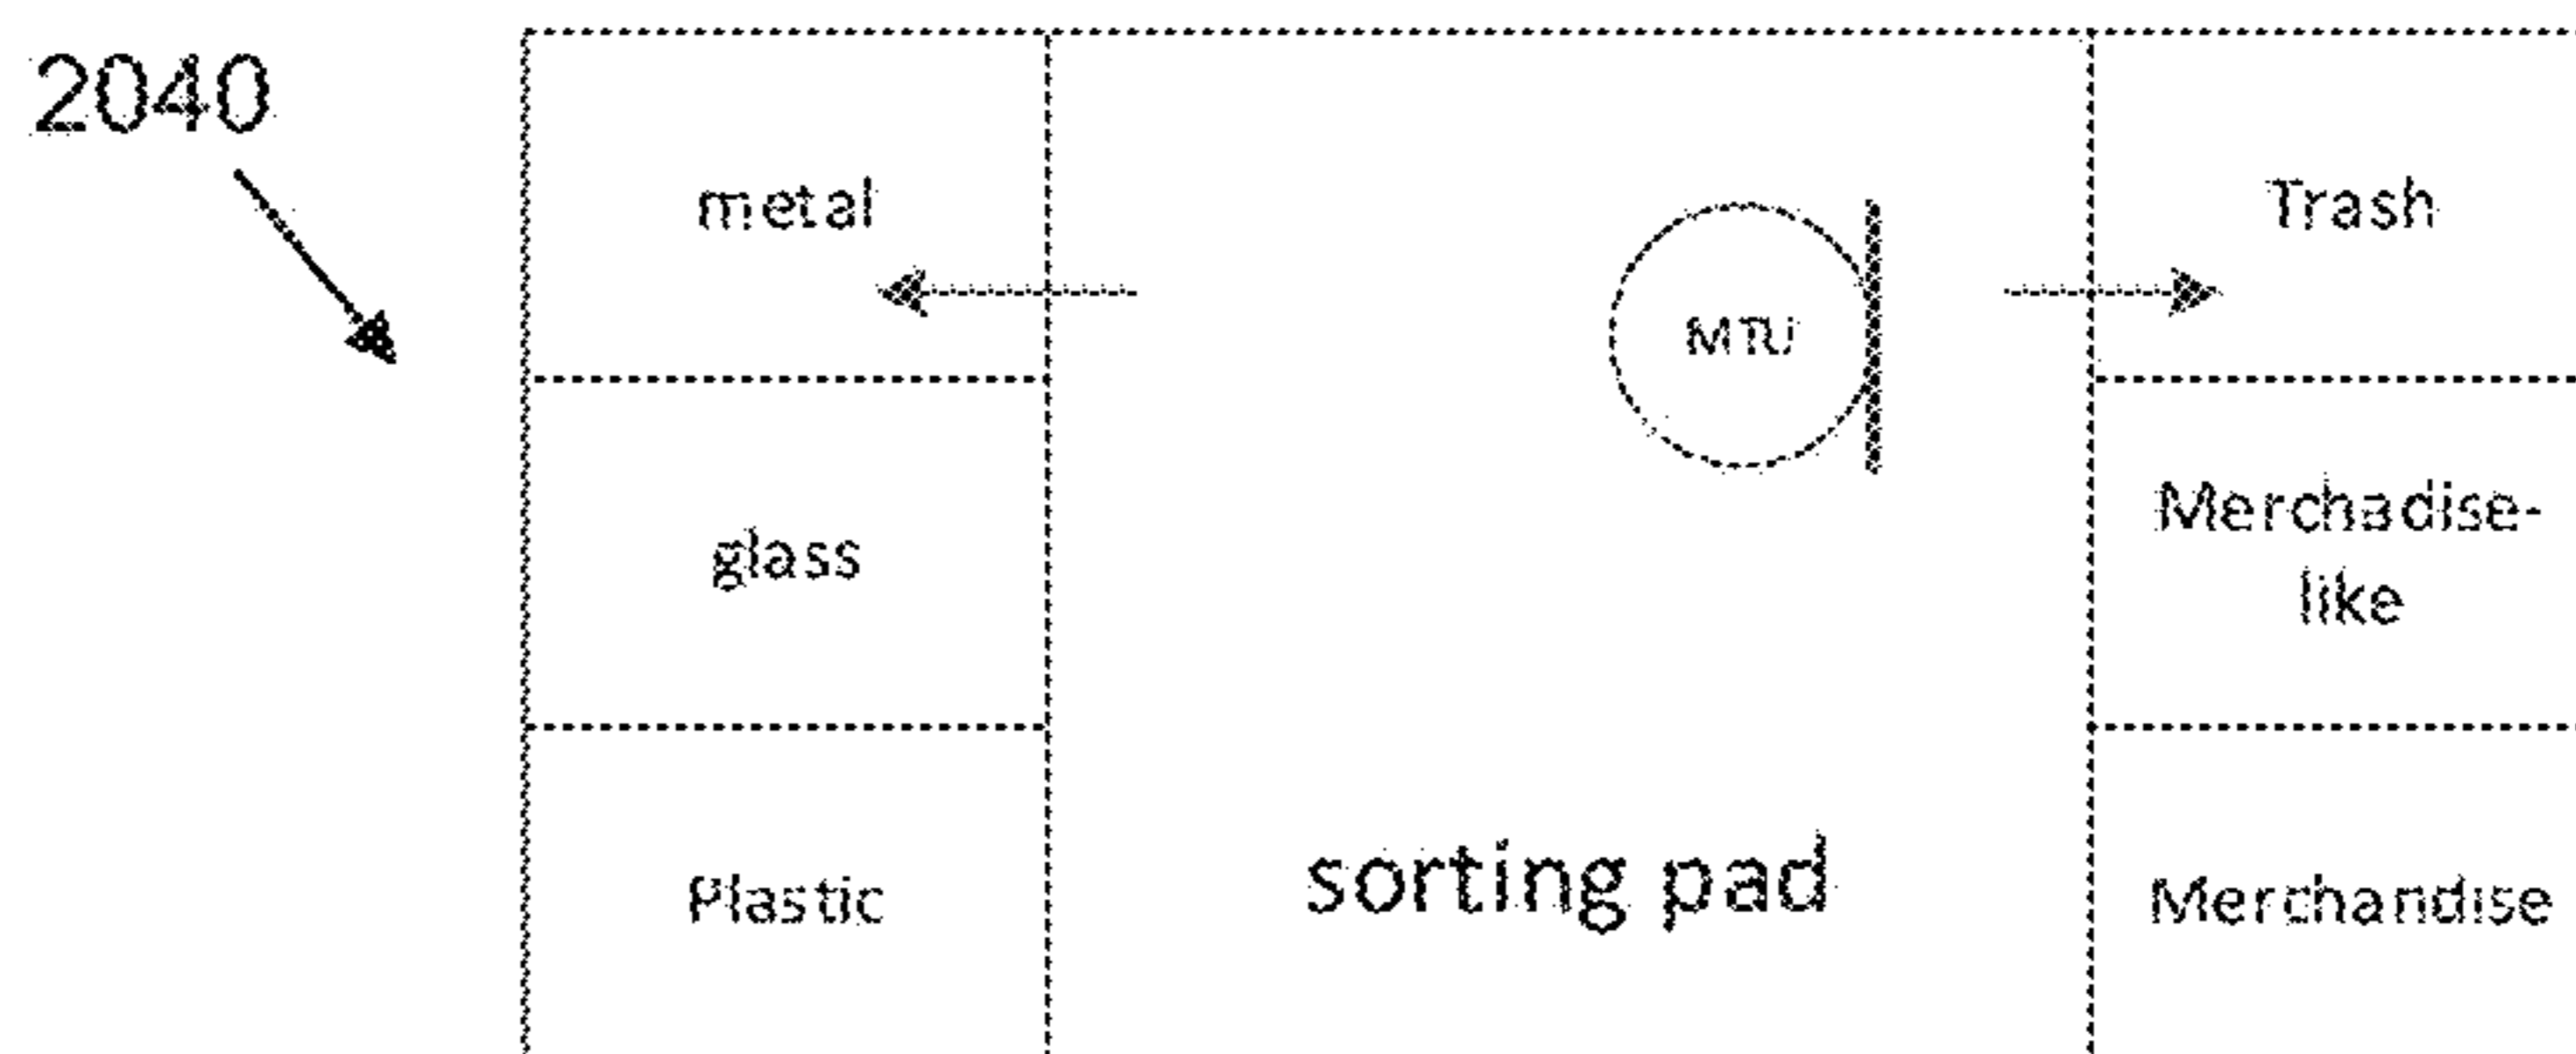 2040
metal
Trash
MTU
Merchadise-
like
glass
Plastic
sorting pad
Merchandise